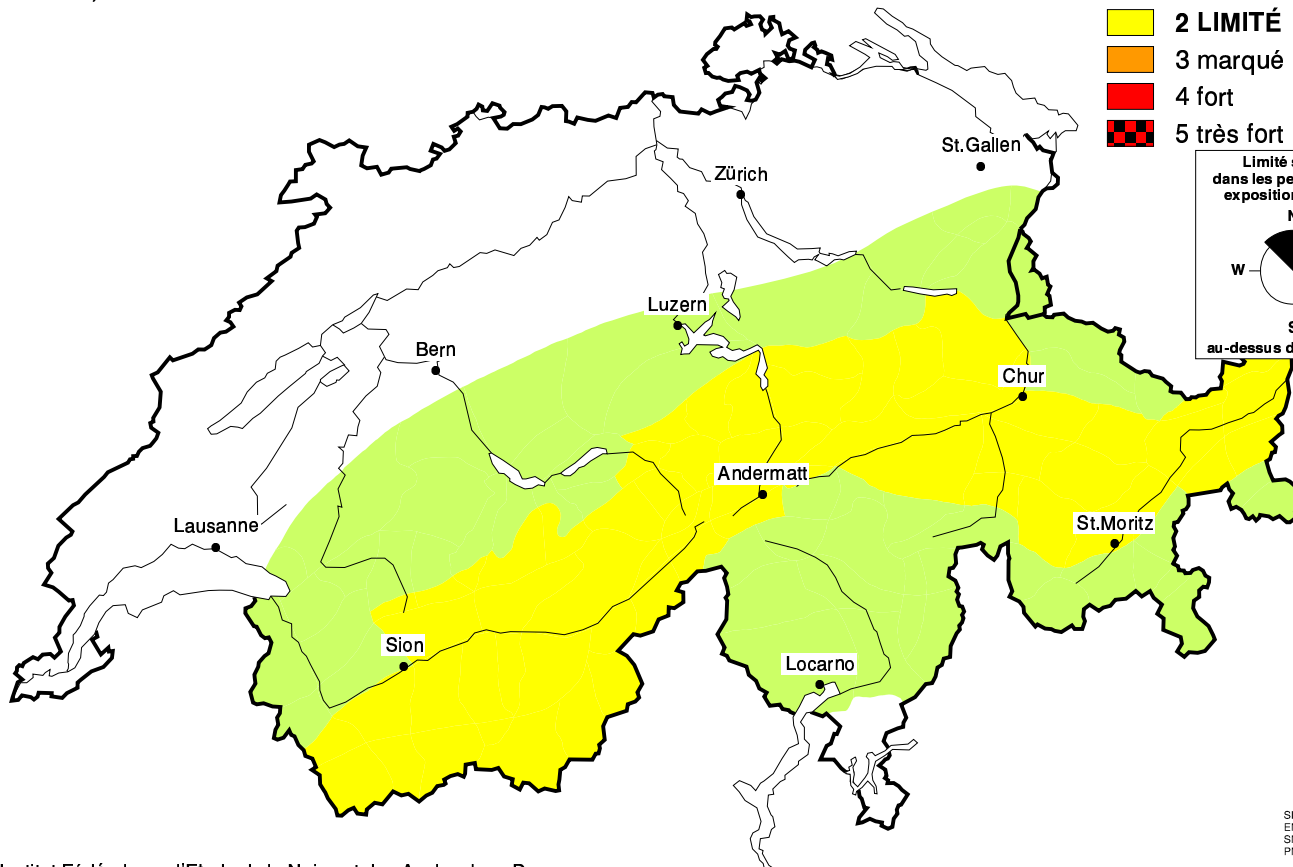 2 LIMITÉ
3 marqué
4 fort
5 très fort
St.Gallen
Limité
dans les
Zürich
exposition
W
Luzern
au-dessus
Bern
Chur
Andermatt
Lausanne
St.Moritz
Sion
Locarno